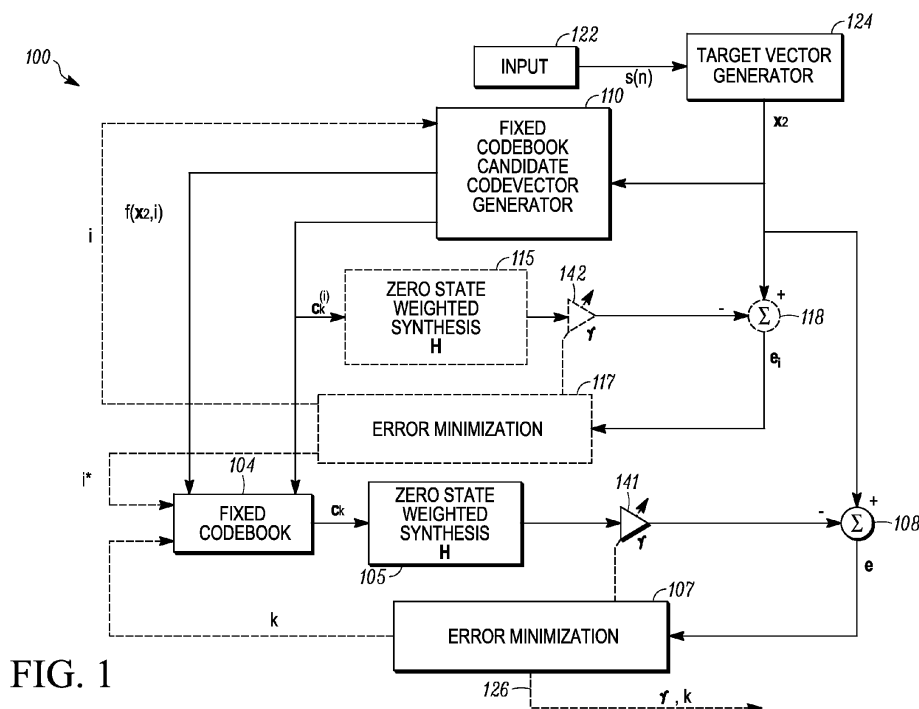 100
122
INPUT
s(n)
124
TARGET VECTOR
GENERATOR
x2
110
FIXED
CODEBOOK
CANDIDATE
CODEVECTOR
GENERATOR
i
f(x2,i)
115
ZERO STATE
WEIGHTED
SYNTHESIS
H
ck(i)
142
γ
-
+
Σ
118
ei
117
ERROR MINIMIZATION
i*
104
FIXED
CODEBOOK
ck
ZERO STATE
WEIGHTED
SYNTHESIS
H
105
141
γ
-
+
Σ
108
e
107
ERROR MINIMIZATION
k
126
γ , k
FIG. 1